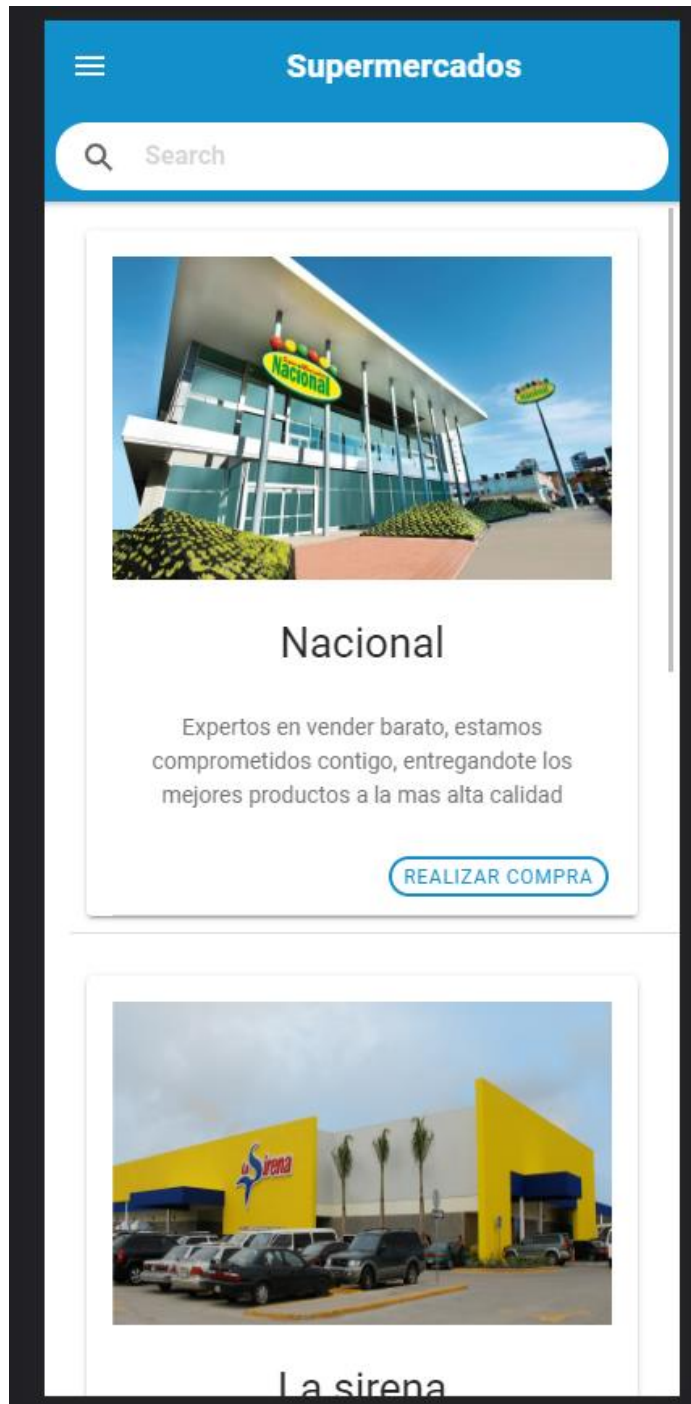 Supermercados
Search
Nacional
Nacional
Nacional
Expertos en vender barato, estamos
comprometidos contigo, entregandote los
mejores productos a la mas alta calidad
REALIZAR COMPRA
la Sirena
La sirena